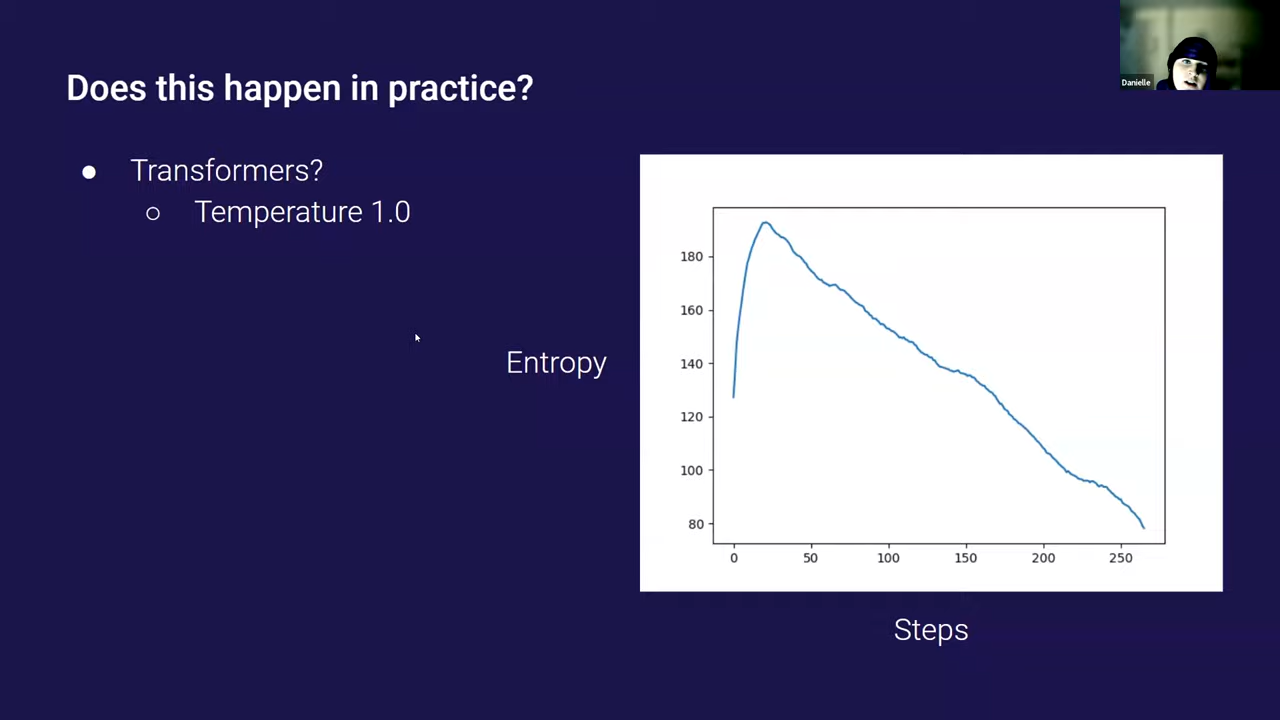 Does this happen in practice?
Danielle
● Transformers?
○ Temperature 1.0
Entropy
180
160
140
120
100
80
0 50 100 150 200 250
Steps